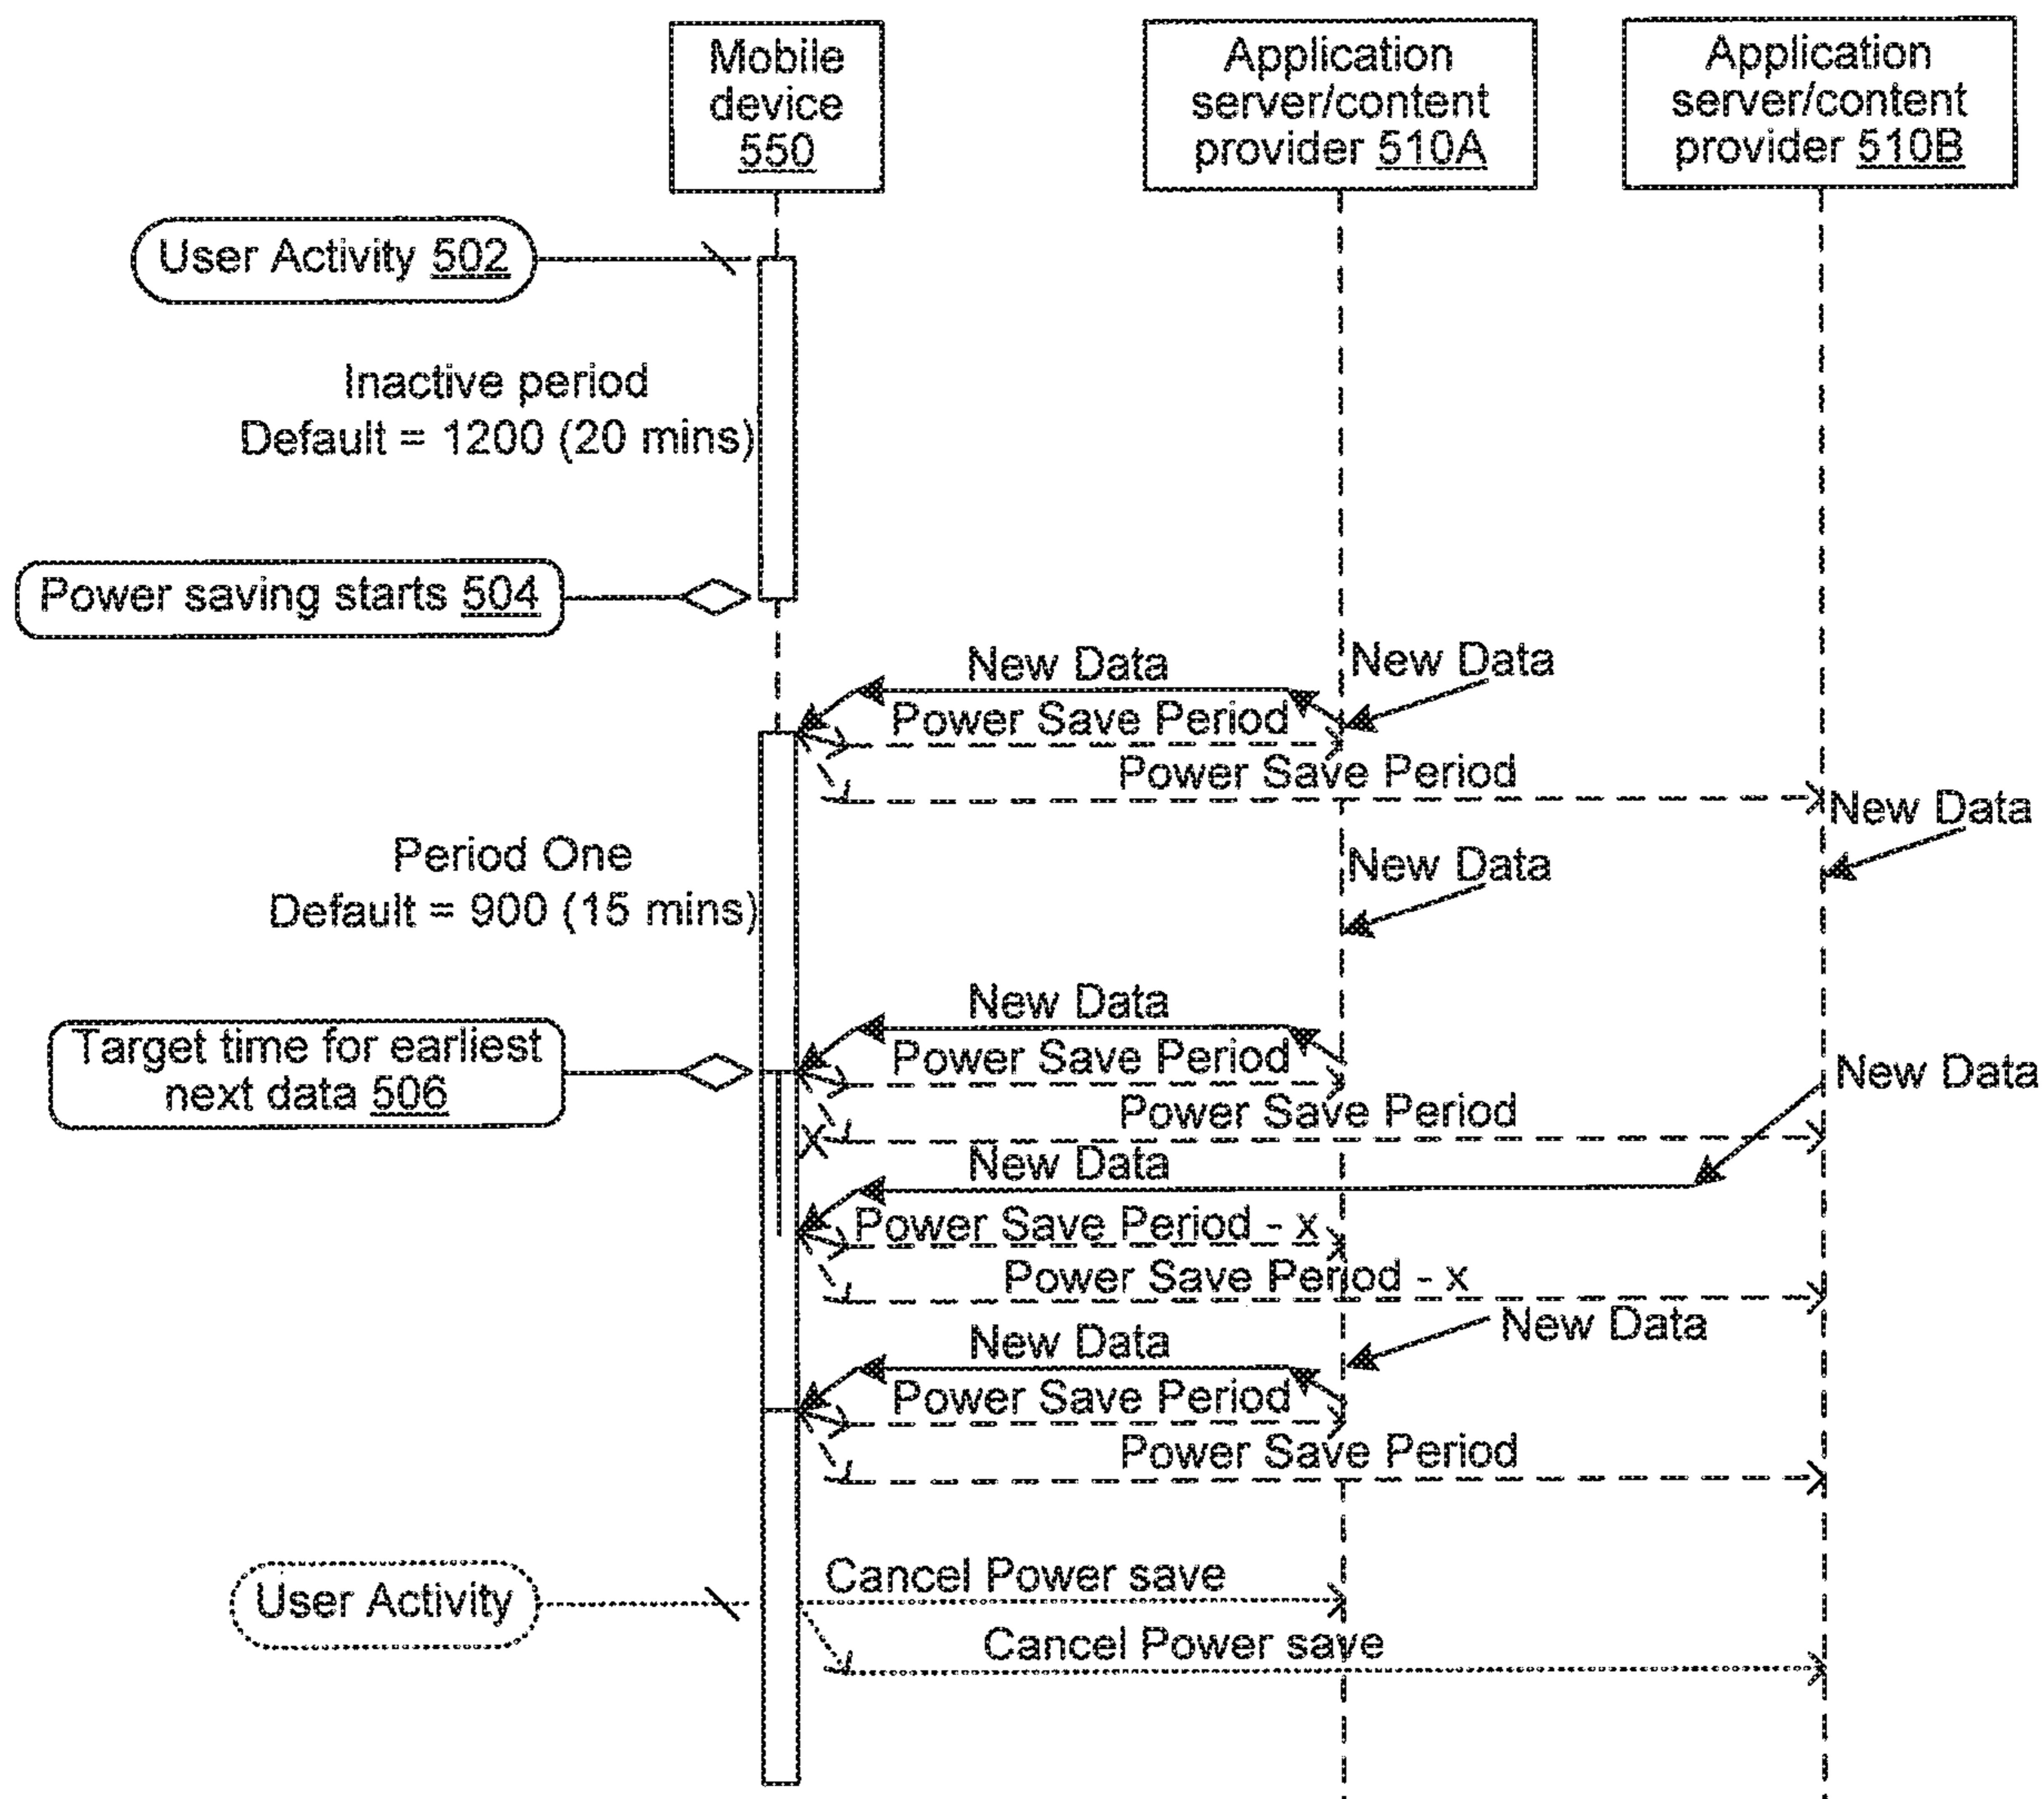 Mobile
device
550
Application
server/content
provider 510A
Application
server/content
provider 510B
User Activity 502
Inactive period
Default = 1200 (20 mins)
Power saving starts 504
New Data
New Data
Power Save Period
Power Save Period
New Data
Period One
Default = 900 (15 mins)
New Data
New Data
Target time for earliest
next data 506
Power Save Period
New Data
Power Save Period
New Data
Power Save Period - x
Power Save Period - x
New Data
New Data
Power Save Period
Power Save Period
User Activity
Cancel Power save
Cancel Power save